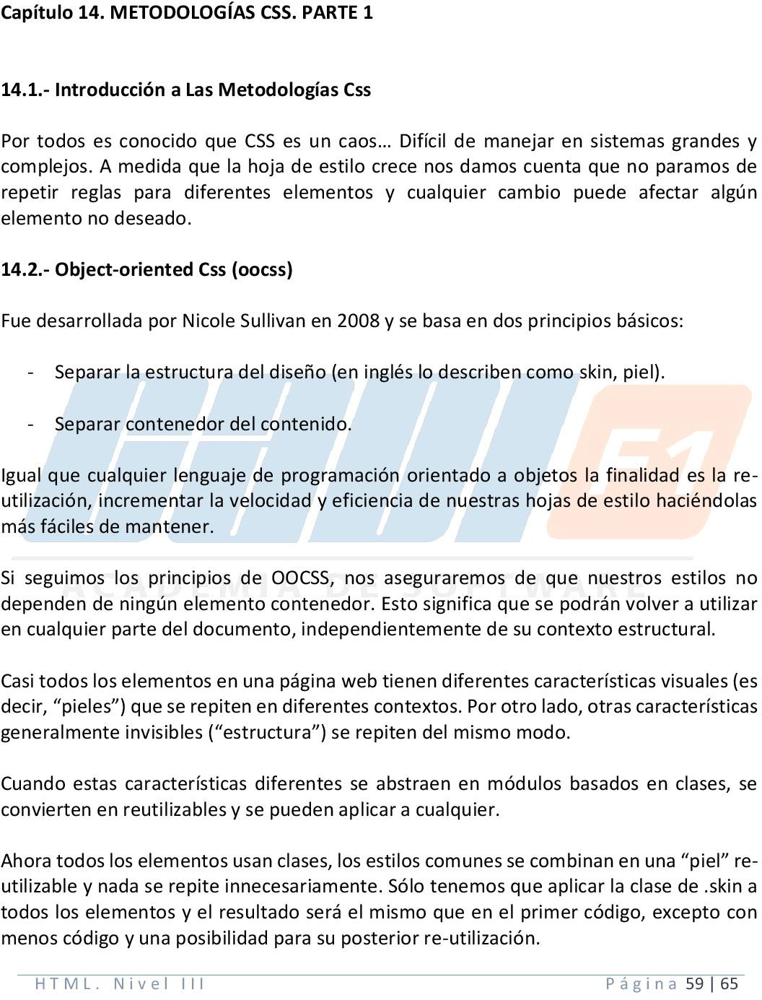 Capítulo 14. METODOLOGÍAS CSS. PARTE 1
14.1.- Introducción a Las Metodologías Css
Por todos es conocido que CSS es un caos… Difícil de manejar en sistemas grandes y
complejos. A medida que la hoja de estilo crece nos damos cuenta que no paramos de
repetir reglas para diferentes elementos y cualquier cambio puede afectar algún
elemento no deseado.
14.2.- Object-oriented Css (oocss)
Fue desarrollada por Nicole Sullivan en 2008 y se basa en dos principios básicos:
- Separar la estructura del diseño (en inglés lo describen como skin, piel).
- Separar contenedor del contenido.
F1
Igual que cualquier lenguaje de programación orientado a objetos la finalidad es la re-
utilización, incrementar la velocidad y eficiencia de nuestras hojas de estilo haciéndolas
más fáciles de mantener.
ACADEMIA DE SOFTWARE
Si seguimos los principios de OOCSS, nos aseguraremos de que nuestros estilos no
dependen de ningún elemento contenedor. Esto significa que se podrán volver a utilizar
en cualquier parte del documento, independientemente de su contexto estructural.
Casi todos los elementos en una página web tienen diferentes características visuales (es
decir, “pieles”) que se repiten en diferentes contextos. Por otro lado, otras características
generalmente invisibles (“estructura”) se repiten del mismo modo.
Cuando estas características diferentes se abstraen en módulos basados en clases, se
convierten en reutilizables y se pueden aplicar a cualquier.
Ahora todos los elementos usan clases, los estilos comunes se combinan en una “piel” re-
utilizable y nada se repite innecesariamente. Sólo tenemos que aplicar la clase de .skin a
todos los elementos y el resultado será el mismo que en el primer código, excepto con
menos código y una posibilidad para su posterior re-utilización.
HTML. Nivel III Página 59 | 65